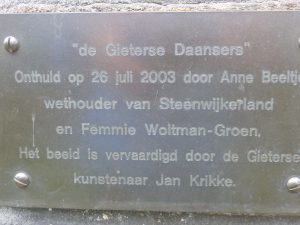 "de Gieterse Daansers"
Onthuld op 26 juli 2003 door Anne Beeltje
wethouder van Steenwijkerland
en Femmie Woltman-Groen,
Het beeld is vervaardigd door de Gieterse
kunstenaar Jan Krikke.